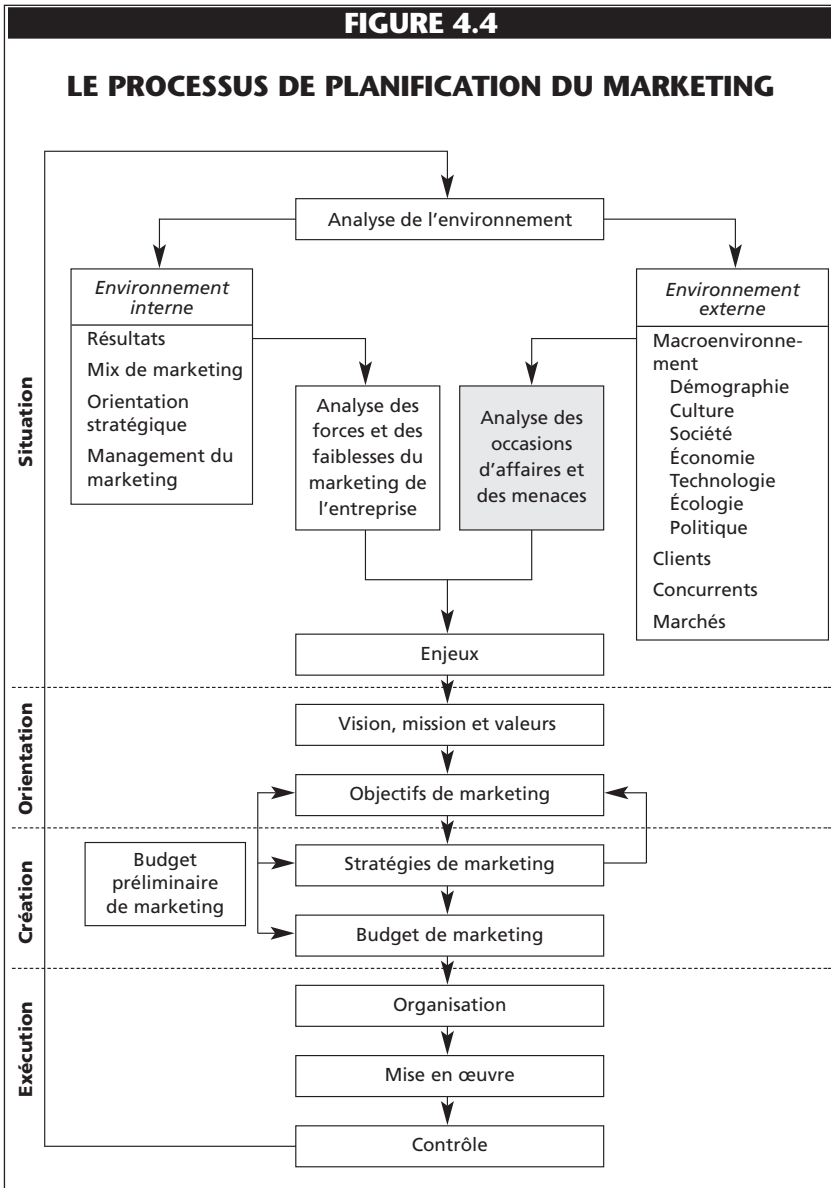 FIGURE 4.4
LE PROCESSUS DE PLANIFICATION DU MARKETING
Situation
Analyse de l’environnement
Environnement
interne
Résultats
Mix de marketing
Orientation
stratégique
Management du
marketing
Analyse des
forces et des
faiblesses du
marketing de
l’entreprise
Analyse des
occasions
d’affaires et
des menaces
Environnement
externe
Macroenvironne-
ment
Démographie
Culture
Société
Économie
Technologie
Écologie
Politique
Clients
Concurrents
Marchés
Enjeux
Orientation
Vision, mission et valeurs
Objectifs de marketing
Création
Budget
préliminaire
de marketing
Stratégies de marketing
Budget de marketing
Exécution
Organisation
Mise en œuvre
Contrôle